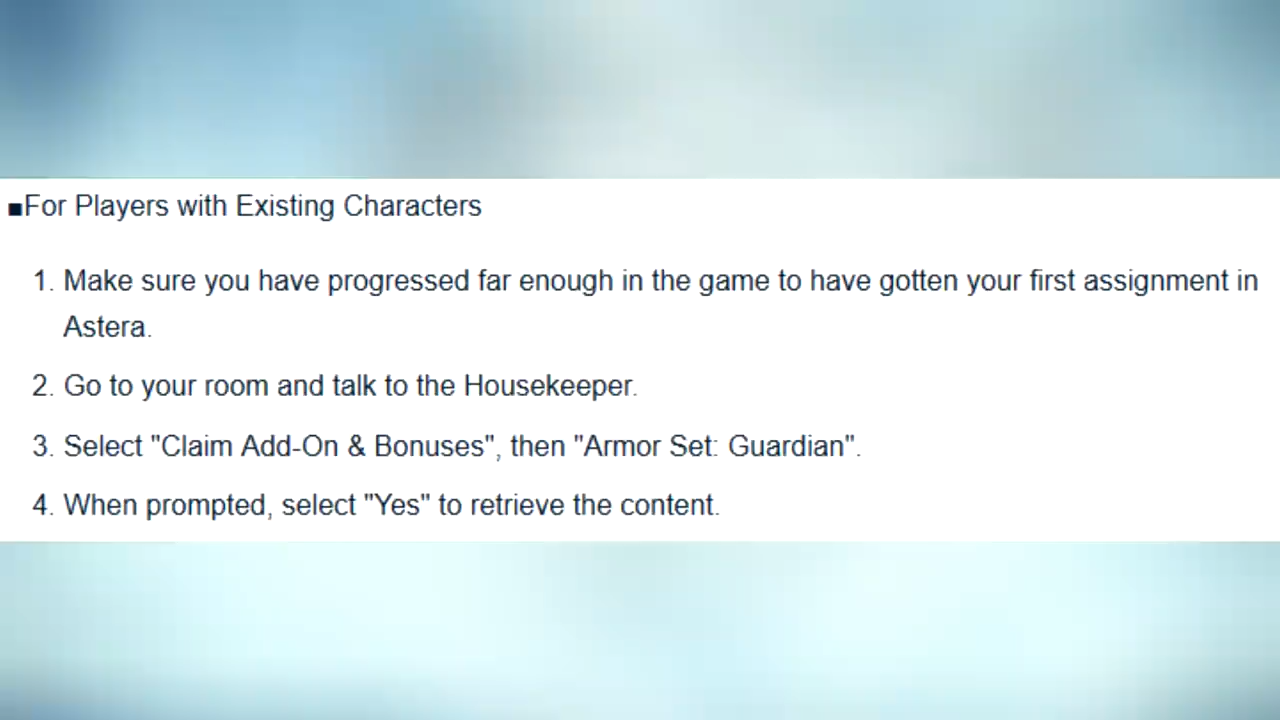 ■For Players with Existing Characters
1. Make sure you have progressed far enough in the game to have gotten your first assignment in
Astera.
2. Go to your room and talk to the Housekeeper.
3. Select "Claim Add-On & Bonuses", then "Armor Set: Guardian".
4. When prompted, select "Yes" to retrieve the content.